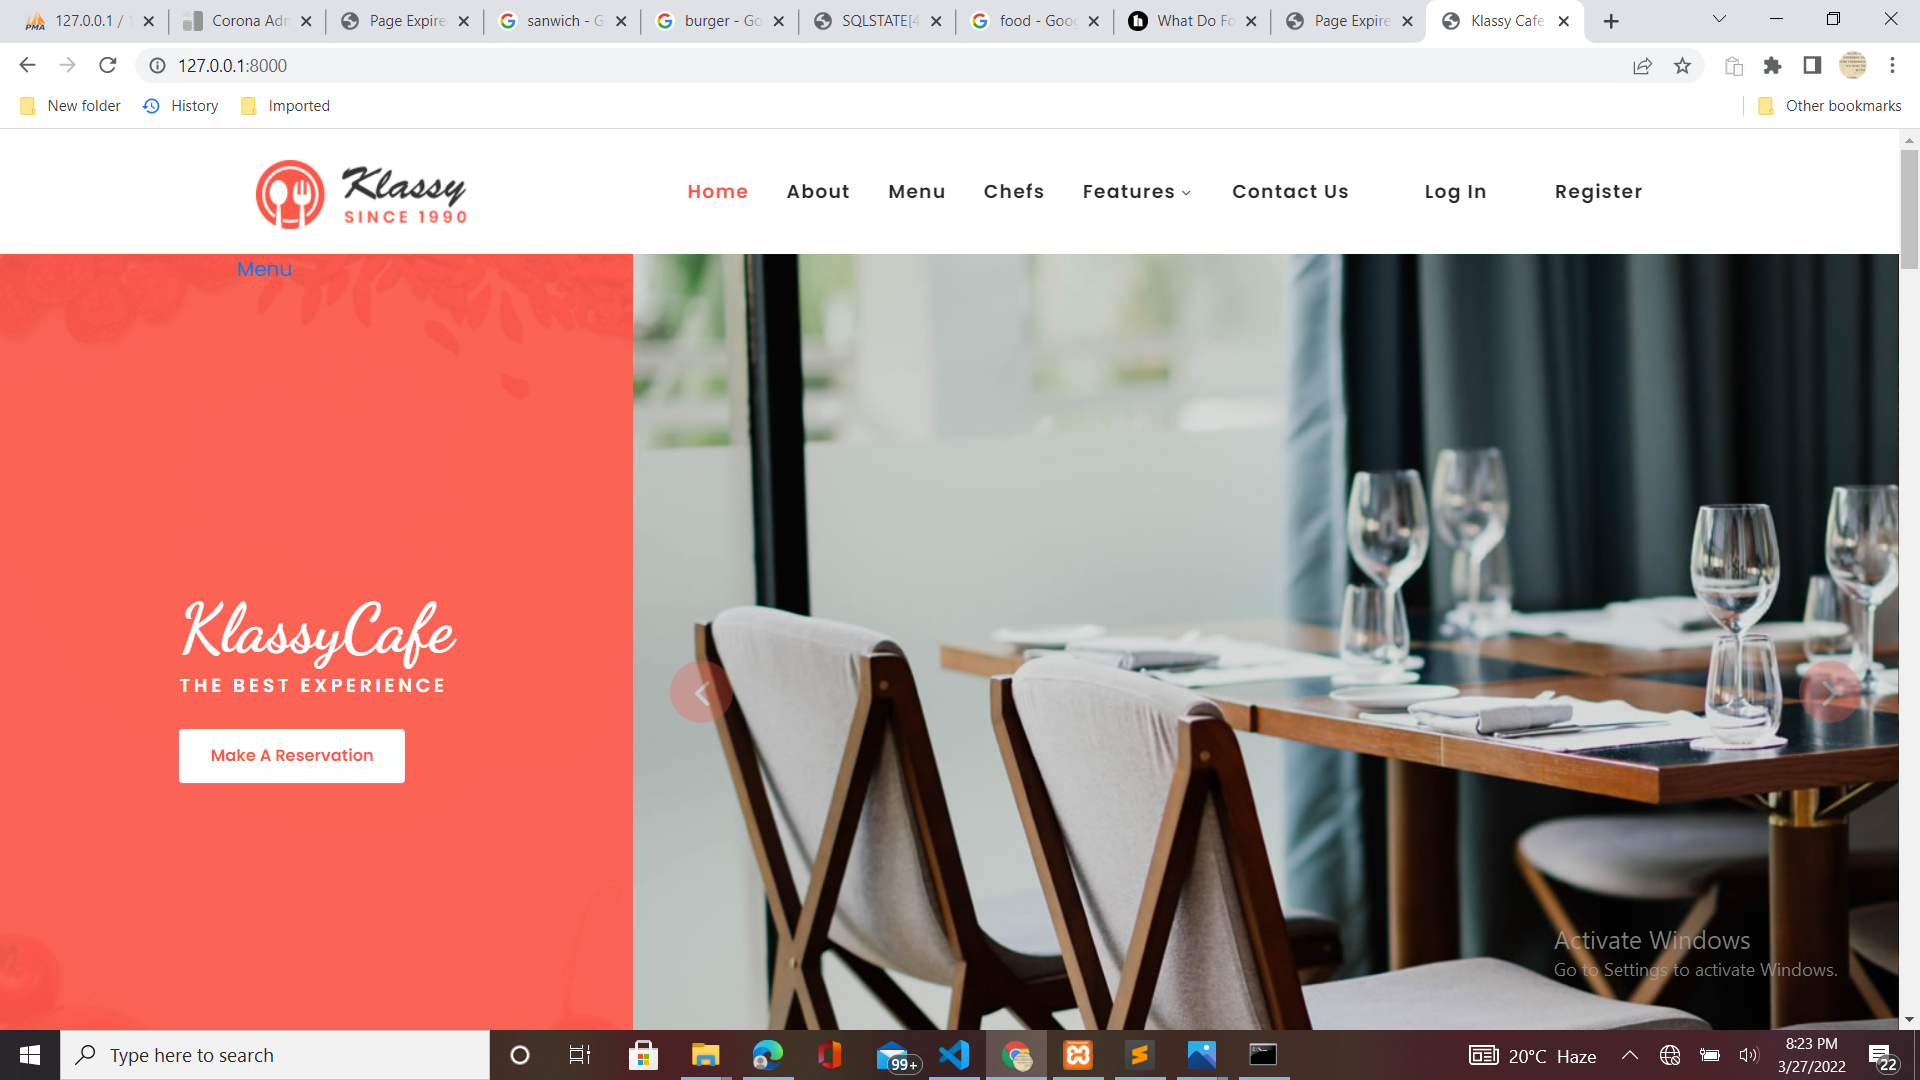 127.0.0.1 / 1
Corona Adm
Page Expire
sanwich - G
burger - Go
SQLSTATE[4
food - Goog
What Do Fo
Page Expire
Klassy Cafe
127.0.0.1:8000
New folder
History
Imported
Other bookmarks
Klassy
SINCE 1990
Home
About
Menu
Chefs
Features
Contact Us
Log In
Register
Menu
KlassyCafe
THE BEST EXPERIENCE
Make A Reservation
Activate Windows
Go to Settings to activate Windows.
Type here to search
99+
20°C Haze
8:23 PM
3/27/2022
22